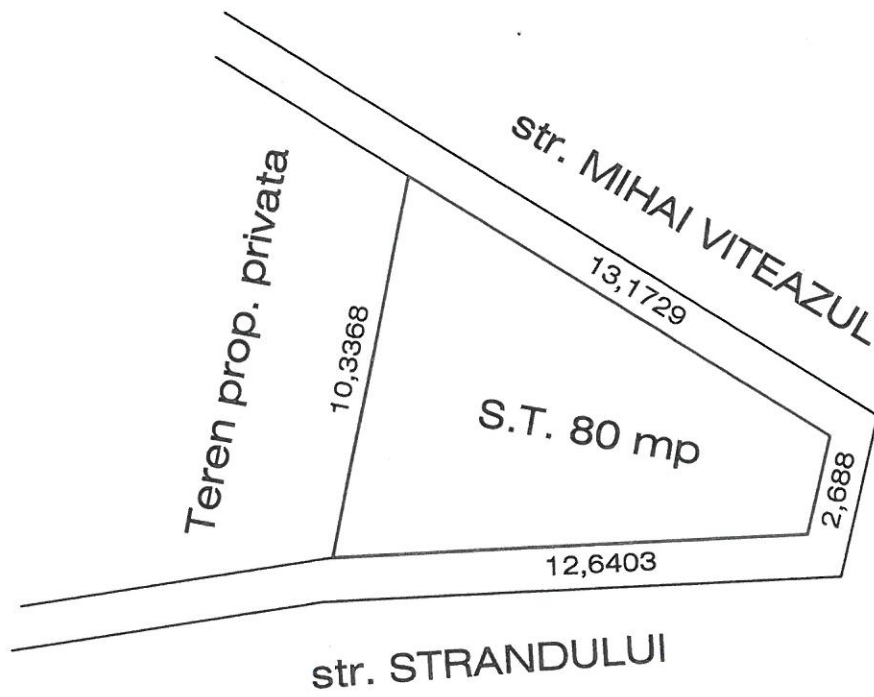 str. MIHAI VITEAZUL
13,1729
Teren prop. privata
10,3368
S.T. 80 mp
2,688
12,6403
str. STRANDULUI